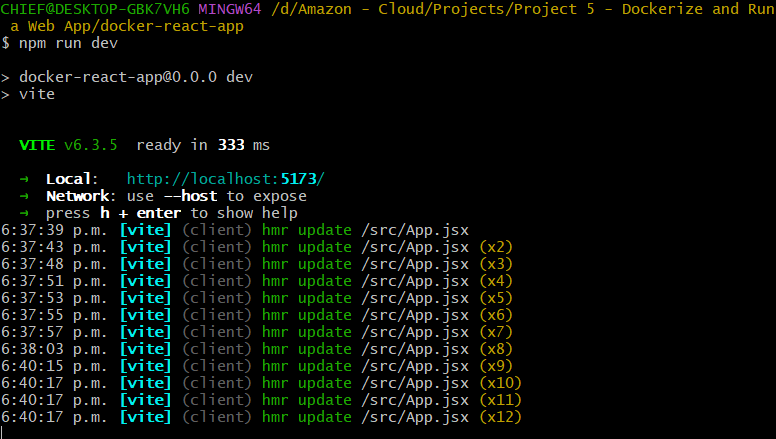 CHIEF@DESKTOP-GBK7VH6 MINGW64 /d/Amazon - Cloud/Projects/Project 5 - Dockerize and Run
a Web App/docker-react-app
$ npm run dev
> docker-react-app@0.0.0 dev
> vite
VITE v6.3.5  ready in 333 ms
➜  Local:   http://localhost:5173/
➜  Network: use --host to expose
➜  press h + enter to show help
6:37:39 p.m. [vite] (client) hmr update /src/App.jsx
6:37:43 p.m. [vite] (client) hmr update /src/App.jsx (x2)
6:37:48 p.m. [vite] (client) hmr update /src/App.jsx (x3)
6:37:51 p.m. [vite] (client) hmr update /src/App.jsx (x4)
6:37:53 p.m. [vite] (client) hmr update /src/App.jsx (x5)
6:37:55 p.m. [vite] (client) hmr update /src/App.jsx (x6)
6:37:57 p.m. [vite] (client) hmr update /src/App.jsx (x7)
6:38:03 p.m. [vite] (client) hmr update /src/App.jsx (x8)
6:40:15 p.m. [vite] (client) hmr update /src/App.jsx (x9)
6:40:17 p.m. [vite] (client) hmr update /src/App.jsx (x10)
6:40:17 p.m. [vite] (client) hmr update /src/App.jsx (x11)
6:40:17 p.m. [vite] (client) hmr update /src/App.jsx (x12)